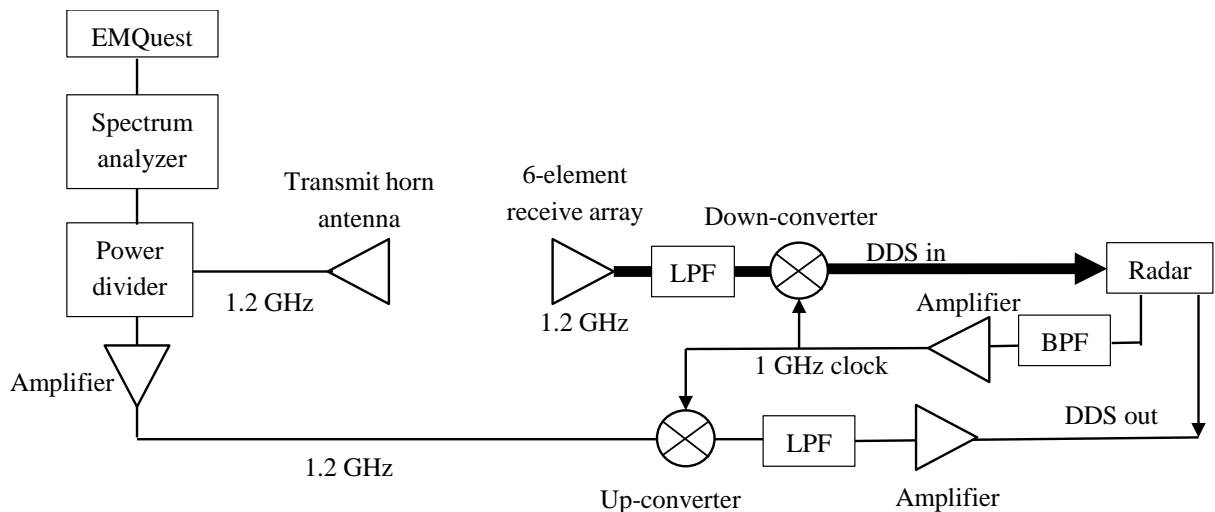 EMQuest
Spectrum
analyzer
Transmit horn
antenna
6-element
receive array
Down-converter
Power
divider
LPF
DDS in
Radar
1.2 GHz
1.2 GHz
Amplifier
BPF
1 GHz clock
Amplifier
DDS out
LPF
1.2 GHz
Up-converter
Amplifier